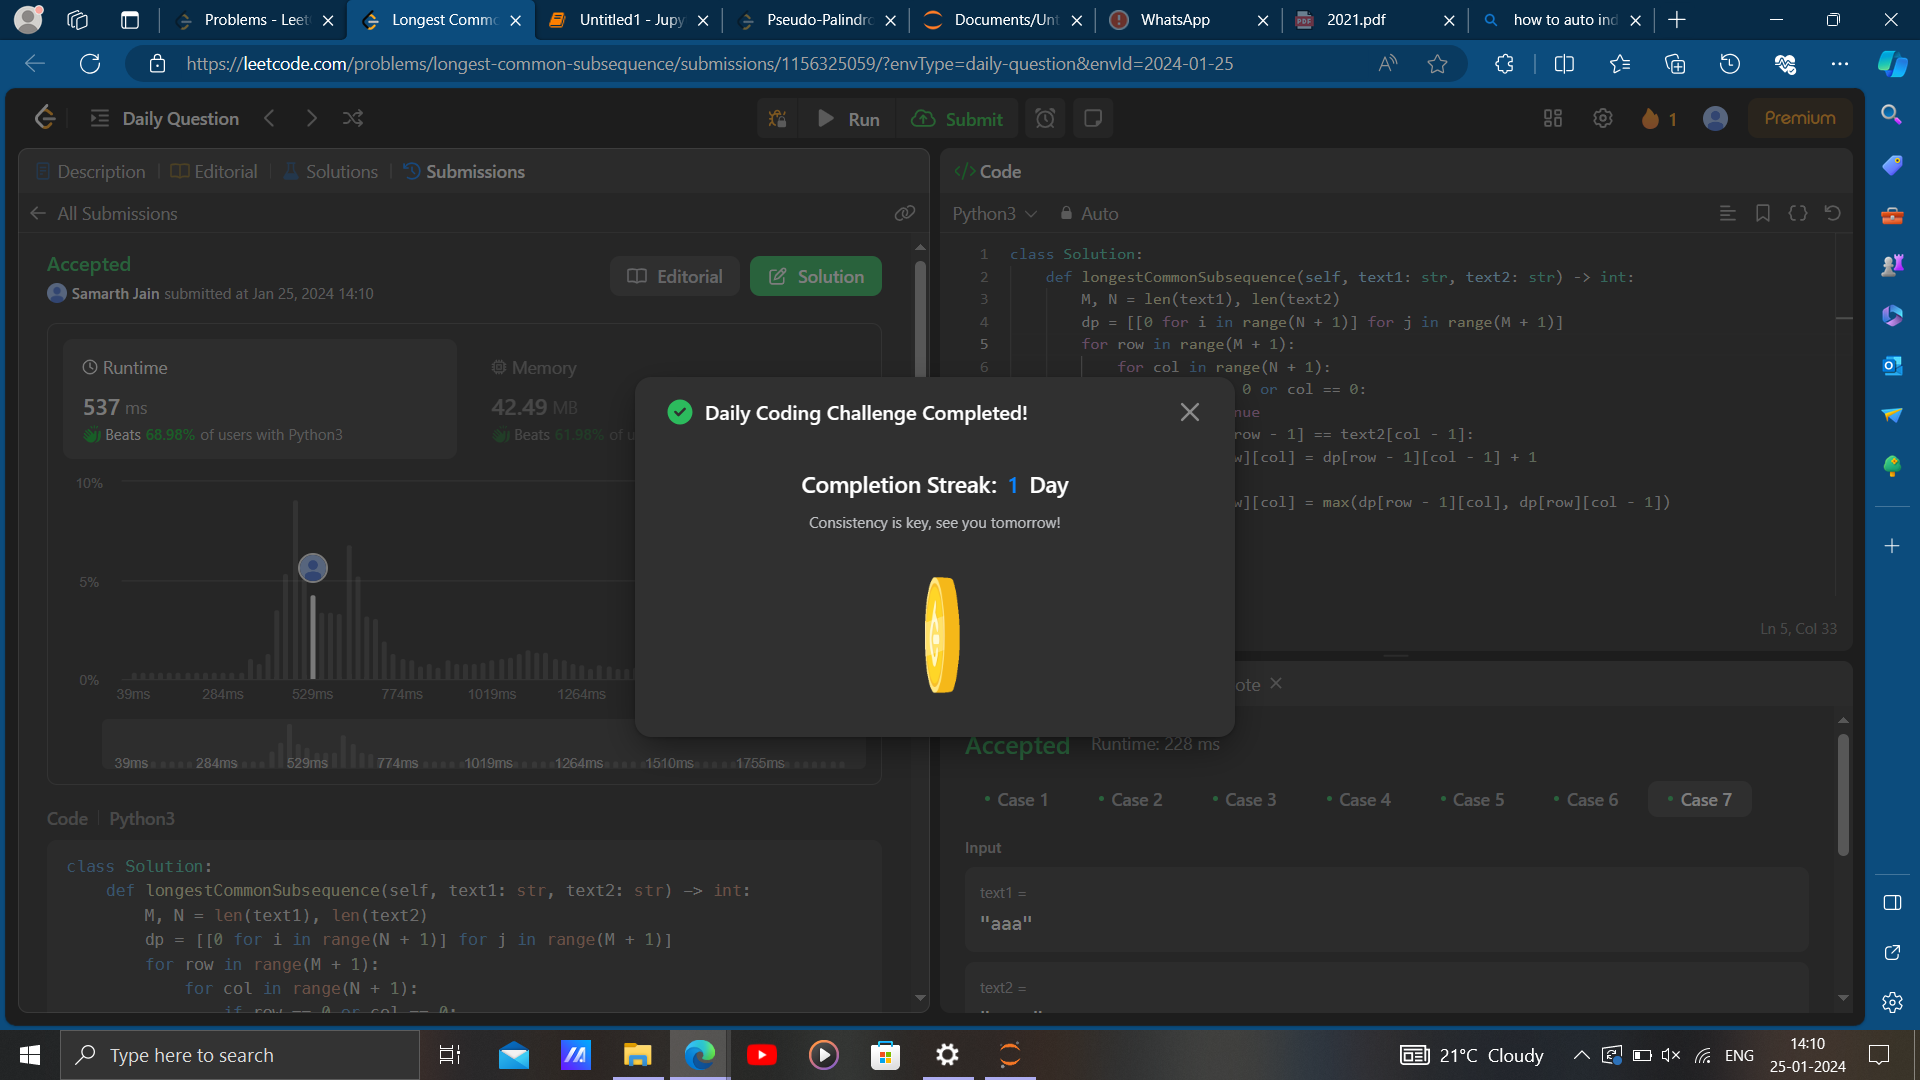 Problems - Leet
Longest Commo
Untitled1 - Jupy
Pseudo-Palindro
Documents/Unt
WhatsApp
2021.pdf
how to auto ind
https://leetcode.com/problems/longest-common-subsequence/submissions/1156325059/?envType=daily-question&envId=2024-01-25
Daily Question
Run
Submit
1
Premium
Description
Editorial
Solutions
Submissions
All Submissions
Accepted
Samarth Jain submitted at Jan 25, 2024 14:10
Editorial
Solution
Runtime
537 ms
Beats 68.98% of users with Python3
Memory
42.49 MB
Beats 61.98% of u
10%
5%
0%
39ms 284ms 529ms 774ms 1019ms 1264ms
39ms 284ms 529ms 774ms 1019ms 1264ms 1510ms 1755ms
Code
Python3
class Solution:
def longestCommonSubsequence(self, text1: str, text2: str) -> int:
M, N = len(text1), len(text2)
dp = [[0 for i in range(N + 1)] for j in range(M + 1)]
for row in range(M + 1):
for col in range(N + 1):
if row == 0 or col == 0:
Daily Coding Challenge Completed!
Completion Streak: 1 Day
Consistency is key, see you tomorrow!
Code
Python3
Auto
1 class Solution:
2 def longestCommonSubsequence(self, text1: str, text2: str) -> int:
3 M, N = len(text1), len(text2)
4 dp = [[0 for i in range(N + 1)] for j in range(M + 1)]
5 for row in range(M + 1):
6 for col in range(N + 1):
0 or col == 0:
nue
row - 1] == text2[col - 1]:
w][col] = dp[row - 1][col - 1] + 1
w][col] = max(dp[row - 1][col], dp[row][col - 1])
Ln 5, Col 33
ote
Accepted
Runtime: 228 ms
Case 1
Case 2
Case 3
Case 4
Case 5
Case 6
Case 7
Input
text1 =
"aaa"
text2 =
Type here to search
21°C Cloudy
ENG
14:10
25-01-2024